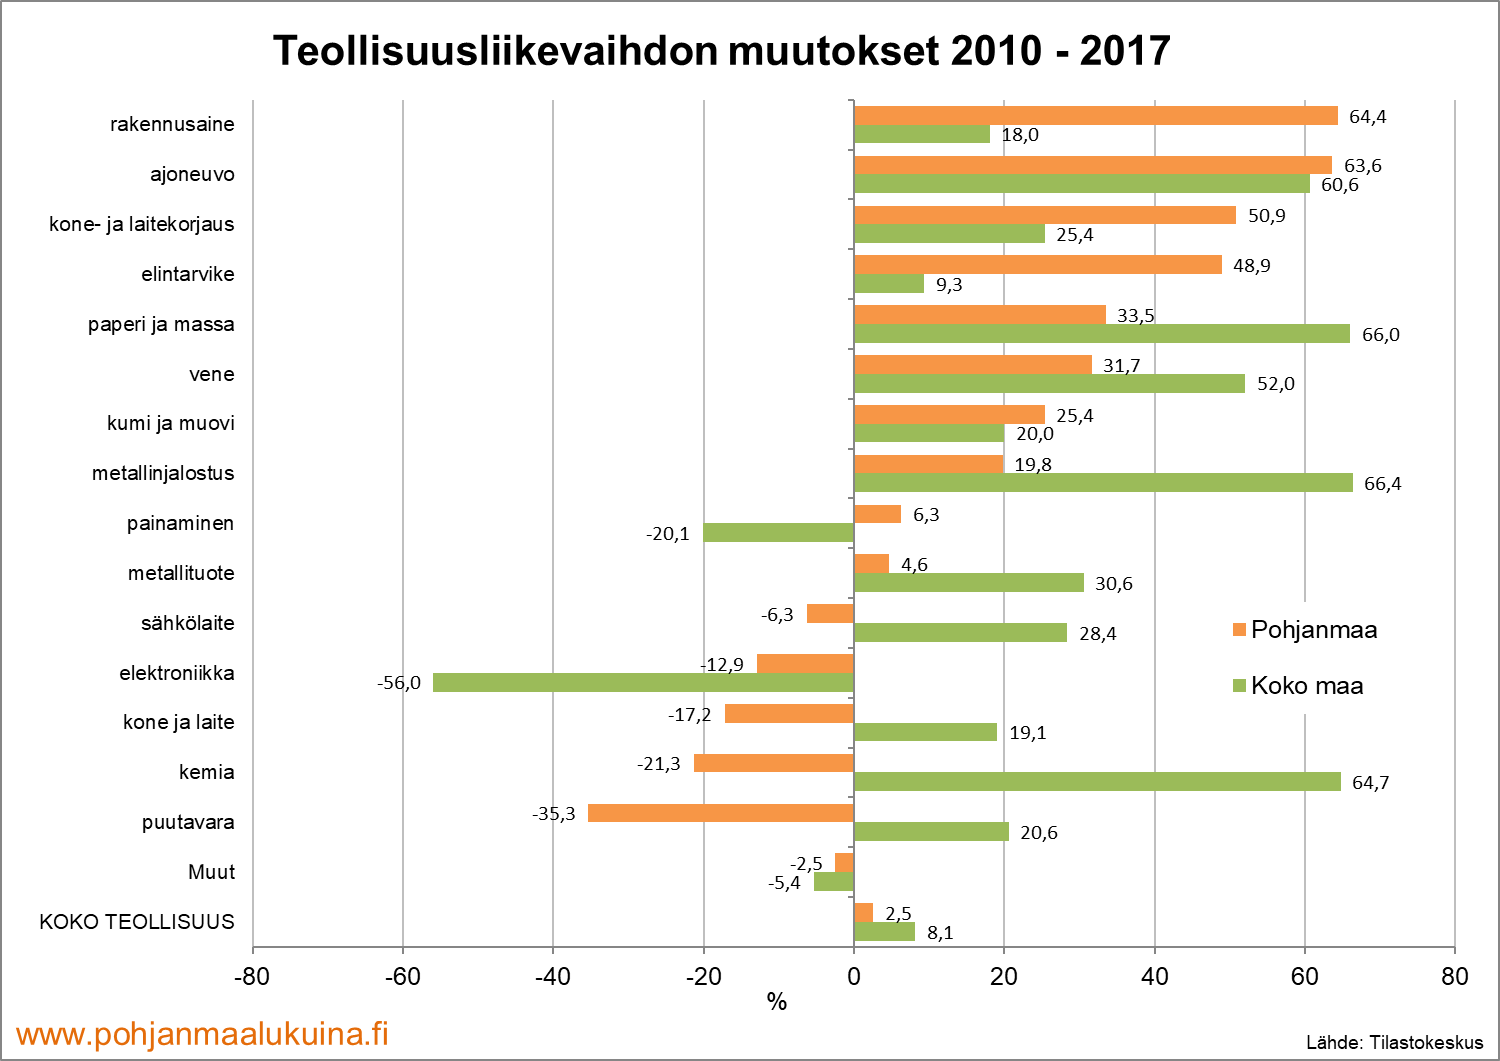 Teollisuusliikevaihdon muutokset 2010 - 2017
rakennusaine 64,4
18,0
ajoneuvo 63,6
60,6
kone- ja laitekorjaus 50,9
25,4
elintarvike 48,9
9,3
paperi ja massa 33,5
66,0
vene 31,7
52,0
kumi ja muovi 25,4
20,0
metallinjalostus 19,8
66,4
painaminen 6,3
-20,1
metallituote 4,6
30,6
sähkölaite -6,3
28,4
elektroniikka -12,9
-56,0
kone ja laite -17,2
19,1
kemia -21,3
64,7
puutavara -35,3
20,6
Muut -2,5
-5,4
KOKO TEOLLISUUS 2,5
8,1
Pohjanmaa
Koko maa
-80 -60 -40 -20 0 20 40 60 80
%
www.pohjanmaalukuina.fi
Lähde: Tilastokeskus